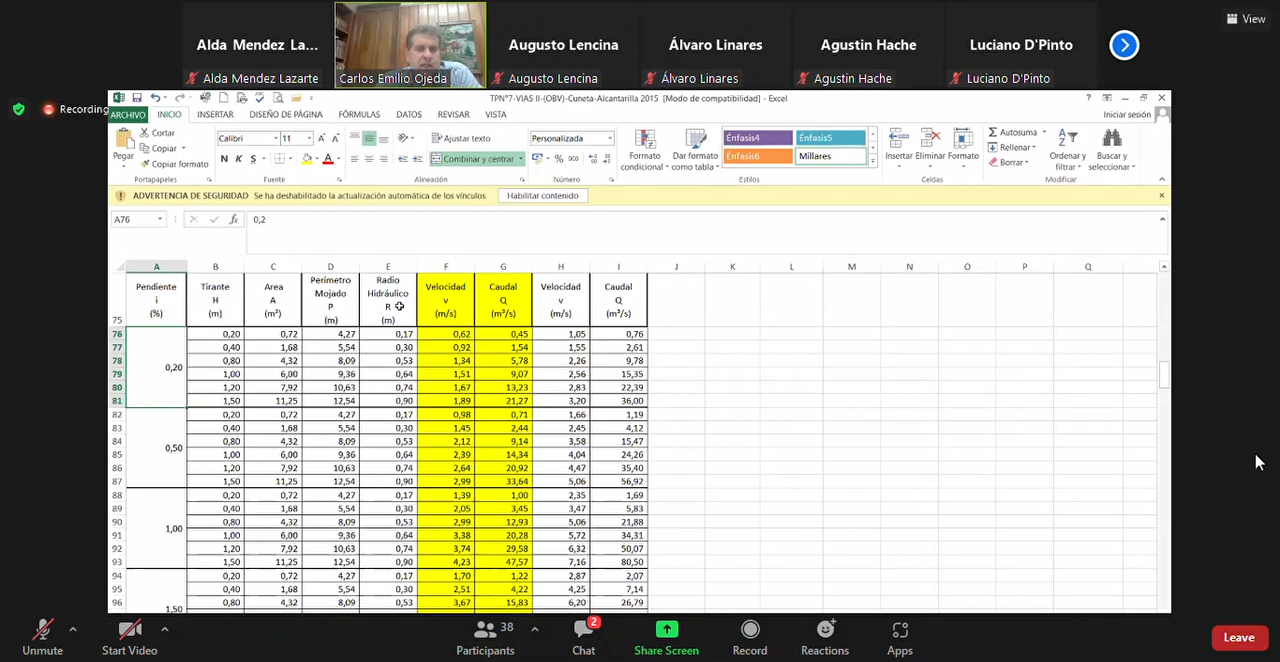 View
Alda Mendez La...
Augusto Lencina
Álvaro Linares
Agustin Hache
Luciano D'Pinto
Alda Mendez Lazarte
Carlos Emilio Ojeda
Augusto Lencina
Álvaro Linares
Agustin Hache
Luciano D'Pinto
Recording
TPN°7-VIAS II-(OBV)-Cuneta-Alcantarilla 2015 [Modo de compatibilidad] - Excel
ARCHIVO INICIO INSERTAR DISEÑO DE PÁGINA FÓRMULAS DATOS REVISAR VISTA Iniciar sesión
Pegar
Cortar
Copiar
Copiar formato
Portapapeles
Calibri 11
N K S
Fuente
Ajustar texto
Combinar y centrar
Alineación
Personalizada
% 000
Número
Formato condicional
Dar formato como tabla
Énfasis4 Énfasis5
Énfasis6 Millares
Estilos
Insertar Eliminar Formato
Celdas
Autosuma
Rellenar
Borrar
Ordenar y filtrar
Buscar y seleccionar
Modificar
ADVERTENCIA DE SEGURIDAD Se ha deshabilitado la actualización automática de los vínculos Habilitar contenido
A76 fx 0,2
A B C D E F G H I J K L M N O P Q
75 Pendiente i (%) Tirante H (m) Area A (m²) Perímetro Mojado P (m) Radio Hidráulico R (m) Velocidad v (m/s) Caudal Q (m³/s) Velocidad v (m/s) Caudal Q (m³/s)
76 0,20 0,72 4,27 0,17 0,62 0,45 1,05 0,76
77 0,40 1,68 5,54 0,30 0,92 1,54 1,55 2,61
78 0,80 4,32 8,09 0,53 1,34 5,78 2,26 9,78
79 0,20 1,00 6,00 9,36 0,64 1,51 9,07 2,56 15,35
80 1,20 7,92 10,63 0,74 1,67 13,23 2,83 22,39
81 1,50 11,25 12,54 0,90 1,89 21,27 3,20 36,00
82 0,20 0,72 4,27 0,17 0,98 0,71 1,66 1,19
83 0,40 1,68 5,54 0,30 1,45 2,44 2,45 4,12
84 0,80 4,32 8,09 0,53 2,12 9,14 3,58 15,47
85 0,50 1,00 6,00 9,36 0,64 2,39 14,34 4,04 24,26
86 1,20 7,92 10,63 0,74 2,64 20,92 4,47 35,40
87 1,50 11,25 12,54 0,90 2,99 33,64 5,06 56,92
88 0,20 0,72 4,27 0,17 1,39 1,00 2,35 1,69
89 0,40 1,68 5,54 0,30 2,05 3,45 3,47 5,83
90 0,80 4,32 8,09 0,53 2,99 12,93 5,06 21,88
91 1,00 1,00 6,00 9,36 0,64 3,38 20,28 5,72 34,31
92 1,20 7,92 10,63 0,74 3,74 29,58 6,32 50,07
93 1,50 11,25 12,54 0,90 4,23 47,57 7,16 80,50
94 0,20 0,72 4,27 0,17 1,70 1,22 2,87 2,07
95 0,40 1,68 5,54 0,30 2,51 4,22 4,25 7,14
96 1,50 0,80 4,32 8,09 0,53 3,67 15,83 6,20 26,79
38
2
Unmute Start Video Participants Chat Share Screen Record Reactions Apps Leave